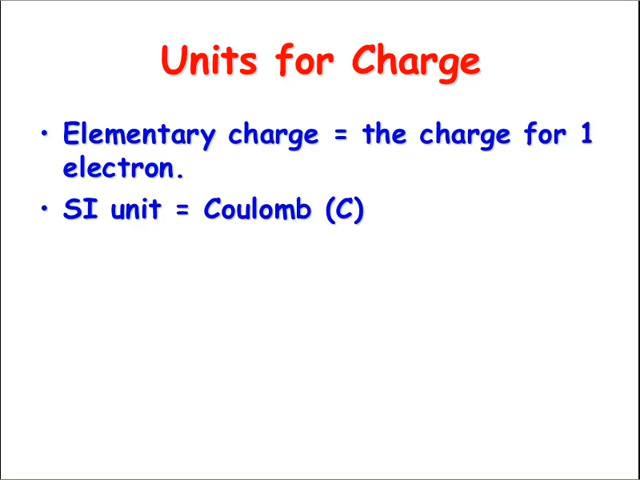 Units for Charge
• Elementary charge = the charge for 1
electron.
• SI unit = Coulomb (C)